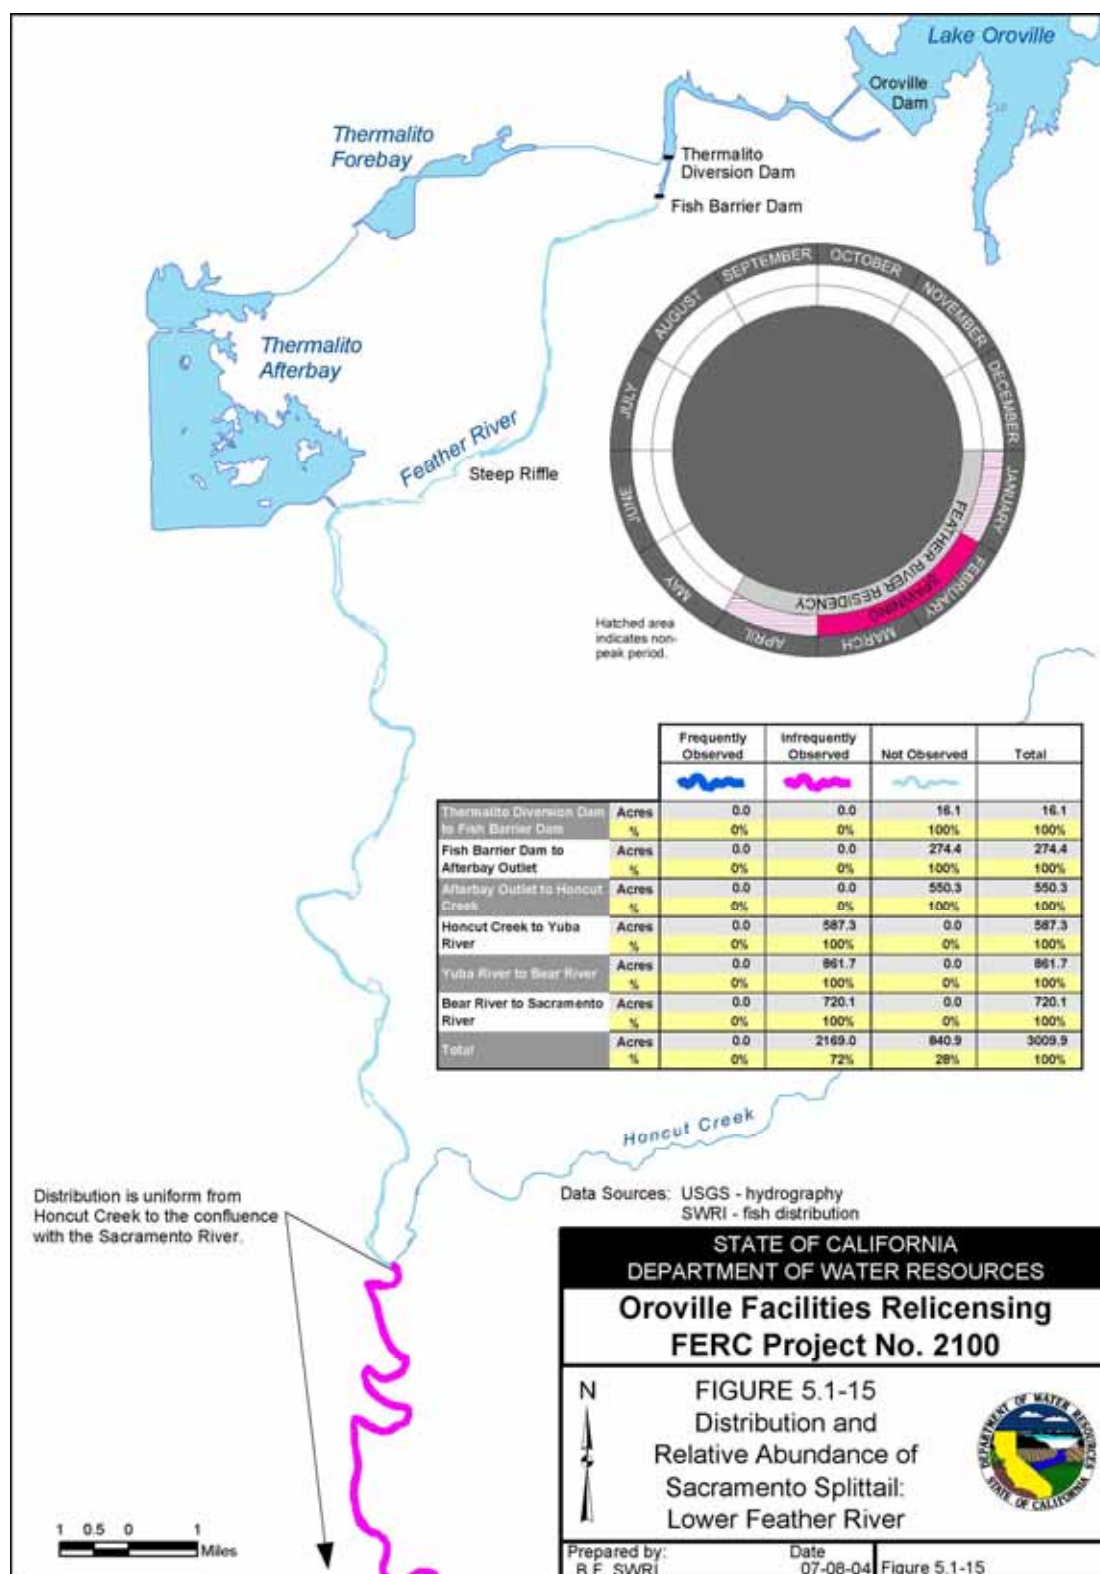 Lake Oroville
Oroville
Dam
Thermalito
Forebay
Thermalito
Diversion Dam
Fish Barrier Dam
SEPTEMBER
OCTOBER
NOVEMBER
DECEMBER
JANUARY
FEBRUARY
MARCH
APRIL
MAY
JUNE
JULY
AUGUST
FEATHER RIVER RESIDENCY
SPAWNING
Thermalito
Afterbay
Feather River
Steep Riffle
Hatched area
indicates non-
peak period.
Frequently Observed Infrequently Observed Not Observed Total
Thermalito Diversion Dam to Fish Barrier Dam Acres 0.0 0.0 16.1 16.1
% 0% 0% 100% 100%
Fish Barrier Dam to Afterbay Outlet Acres 0.0 0.0 274.4 274.4
% 0% 0% 100% 100%
Afterbay Outlet to Honcut Creek Acres 0.0 0.0 550.3 550.3
% 0% 0% 100% 100%
Honcut Creek to Yuba River Acres 0.0 587.3 0.0 587.3
% 0% 100% 0% 100%
Yuba River to Bear River Acres 0.0 861.7 0.0 861.7
% 0% 100% 0% 100%
Bear River to Sacramento River Acres 0.0 720.1 0.0 720.1
% 0% 100% 0% 100%
Total Acres 0.0 2169.0 840.9 3009.9
% 0% 72% 28% 100%
Honcut Creek
Distribution is uniform from
Honcut Creek to the confluence
with the Sacramento River.
Data Sources: USGS - hydrography
SWRI - fish distribution
STATE OF CALIFORNIA
DEPARTMENT OF WATER RESOURCES
Oroville Facilities Relicensing
FERC Project No. 2100
N
FIGURE 5.1-15
Distribution and
Relative Abundance of
Sacramento Splittail:
Lower Feather River
DEPARTMENT OF WATER RESOURCES
STATE OF CALIFORNIA
1 0.5 0 1
Miles
Prepared by: Date
B.F. SWRI 07-08-04 Figure 5.1-15